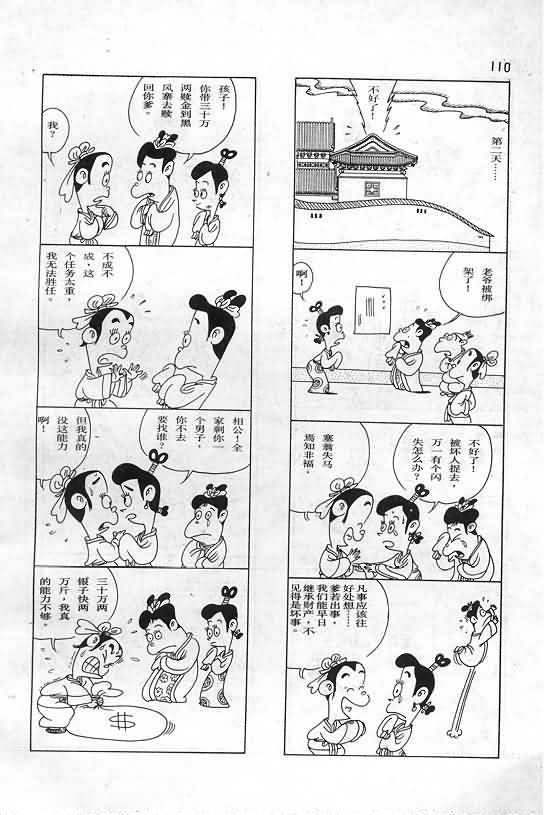 110
不好了！
第二天……
老爷被绑
架了！
啊！
不好了！
被坏人捉去，
万一有个闪
失怎么办？
塞翁失马
焉知非福。
凡事应该往
好处想……
爹若出事，
我们能早日
继承财产，不
见得是坏事。
孩子！
你带三十万
两赎金到黑
风寨去赎
回你爹。
我？
不成不
成，这
个任务太重，
我无法胜任。
相公！全
家剩你一
个男子，
你不去
要找谁？
但我真的
没这能力
啊！
三十万两
银子快两
万斤，我真
的能力不够。